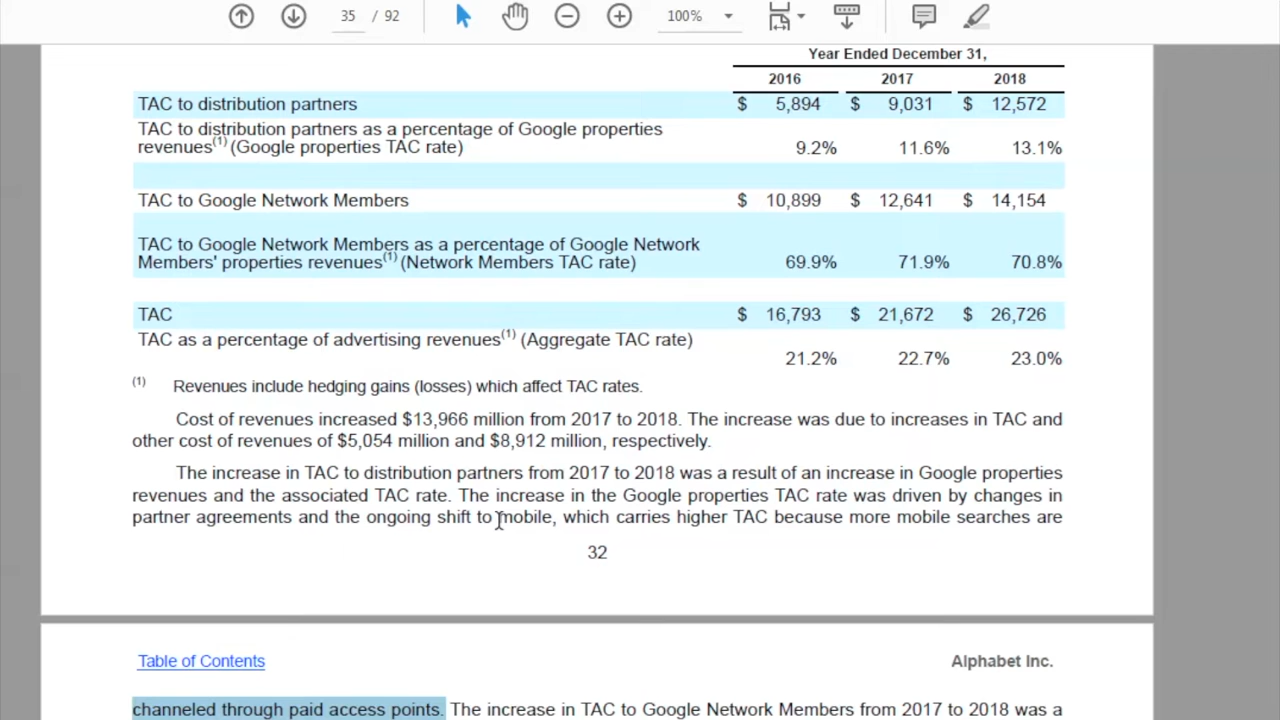 35 / 92 100%
Year Ended December 31,
2016 2017 2018
TAC to distribution partners $ 5,894 $ 9,031 $ 12,572
TAC to distribution partners as a percentage of Google properties
revenues(1) (Google properties TAC rate) 9.2% 11.6% 13.1%
TAC to Google Network Members $ 10,899 $ 12,641 $ 14,154
TAC to Google Network Members as a percentage of Google Network
Members' properties revenues(1) (Network Members TAC rate) 69.9% 71.9% 70.8%
TAC $ 16,793 $ 21,672 $ 26,726
TAC as a percentage of advertising revenues(1) (Aggregate TAC rate)
21.2% 22.7% 23.0%
(1) Revenues include hedging gains (losses) which affect TAC rates.
Cost of revenues increased $13,966 million from 2017 to 2018. The increase was due to increases in TAC and
other cost of revenues of $5,054 million and $8,912 million, respectively.
The increase in TAC to distribution partners from 2017 to 2018 was a result of an increase in Google properties
revenues and the associated TAC rate. The increase in the Google properties TAC rate was driven by changes in
partner agreements and the ongoing shift to mobile, which carries higher TAC because more mobile searches are
32
Table of Contents Alphabet Inc.
channeled through paid access points. The increase in TAC to Google Network Members from 2017 to 2018 was a